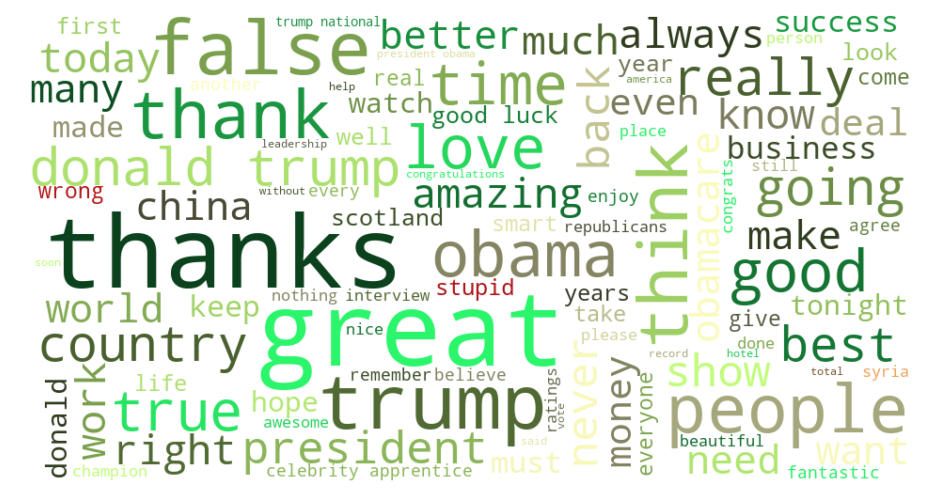 first
trump national
president obama
success
person
today
false
better
much
always
look
many
another
help
real
year
america
really
come
made
thank
watch
time
good luck
back
even
know
deal
leadership
well
place
business
donald trump
love
congratulations
still
wrong
without
every
amazing
enjoy
think
obamacare
congrats
going
china
scotland
smart
republicans
make
agree
thanks
obama
good
soon
nothing
interview
stupid
years
world
keep
great
nice
take
give
tonight
country
please
done
best
record
hotel
remember
believe
never
money
show
total
syria
donald
work
life
true
hope
awesome
trump
ratings
vote
everyone
people
right
president
beautiful
want
said
must
need
champion
celebrity apprentice
fantastic